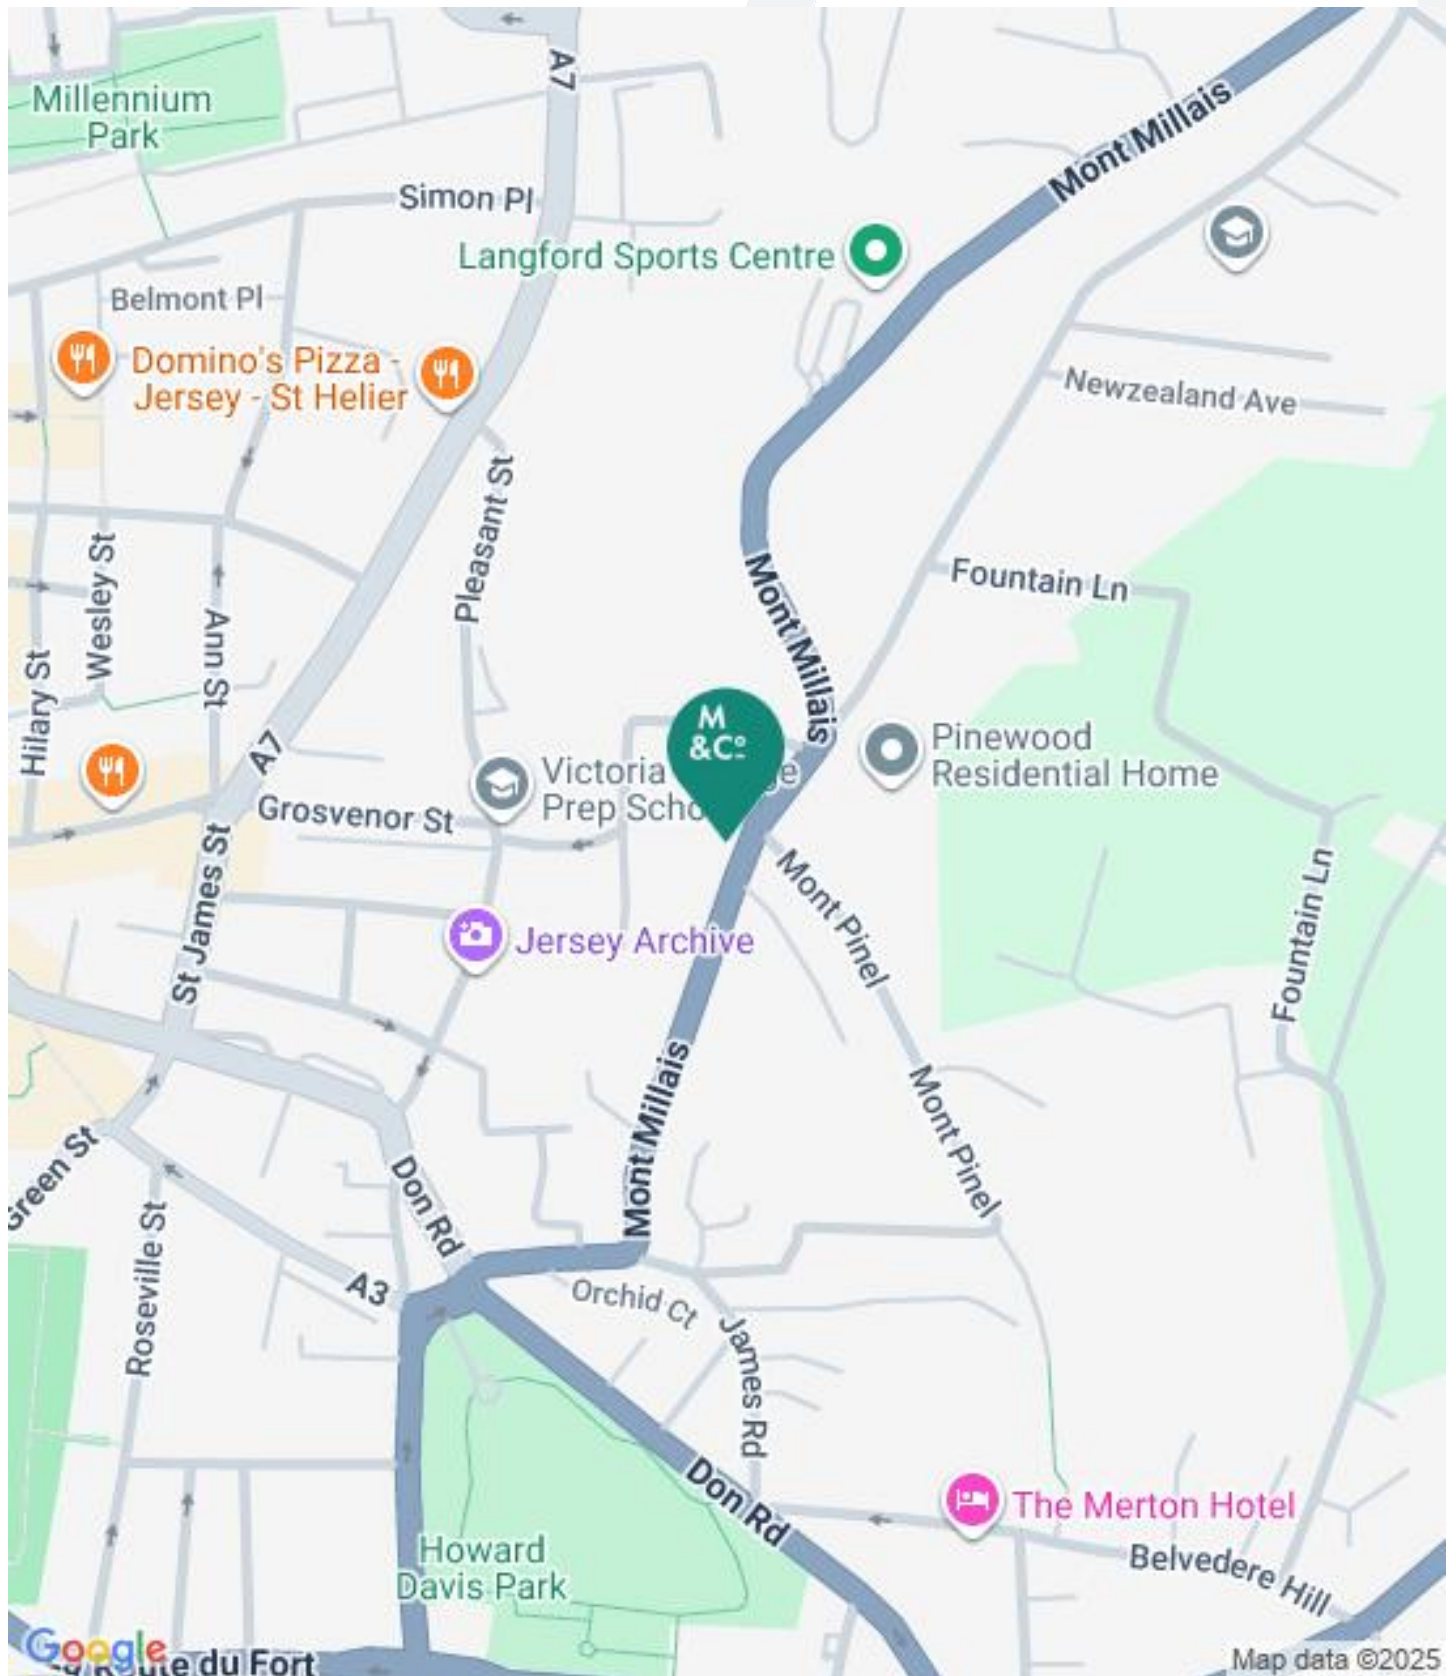 A7
Millennium
Park
Mont Millais
Simon Pl
Langford Sports Centre
Belmont Pl
Domino's Pizza -
Jersey - St Helier
Newzealand Ave
Pleasant St
Wesley St
Mont Millais
Fountain Ln
Ann St
Hilary St
M
&Cº
A7
Pinewood
Residential Home
Victoria
Prep
Grosvenor St
St James St
Mont Pinel
Jersey Archive
Fountain Ln
Mont Millais
Mont Pinel
Green St
Don Rd
Roseville St
A3
Orchid Ct
James Rd
Don Rd
The Merton Hotel
Howard
Davis Park
Belvedere Hill
Google
Route du Fort
Map data ©2025